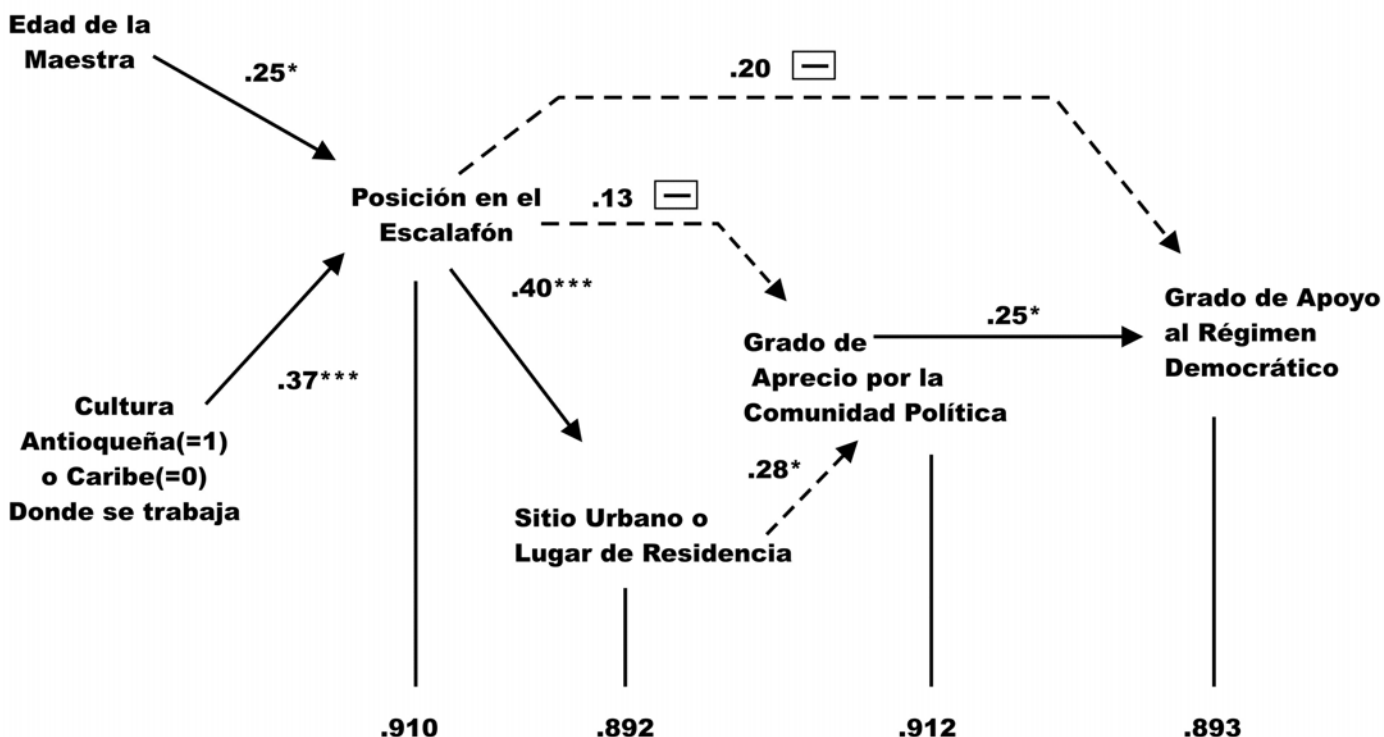 Edad de la
Maestra
.25*
.20 —
Posición en el
Escalafón
.13 —
.40***
.37***
Cultura
Antioqueña(=1)
o Caribe(=0)
Donde se trabaja
Grado de
Aprecio por la
Comunidad Política
.25*
Grado de Apoyo
al Régimen
Democrático
.28*
Sitio Urbano o
Lugar de Residencia
.910
.892
.912
.893